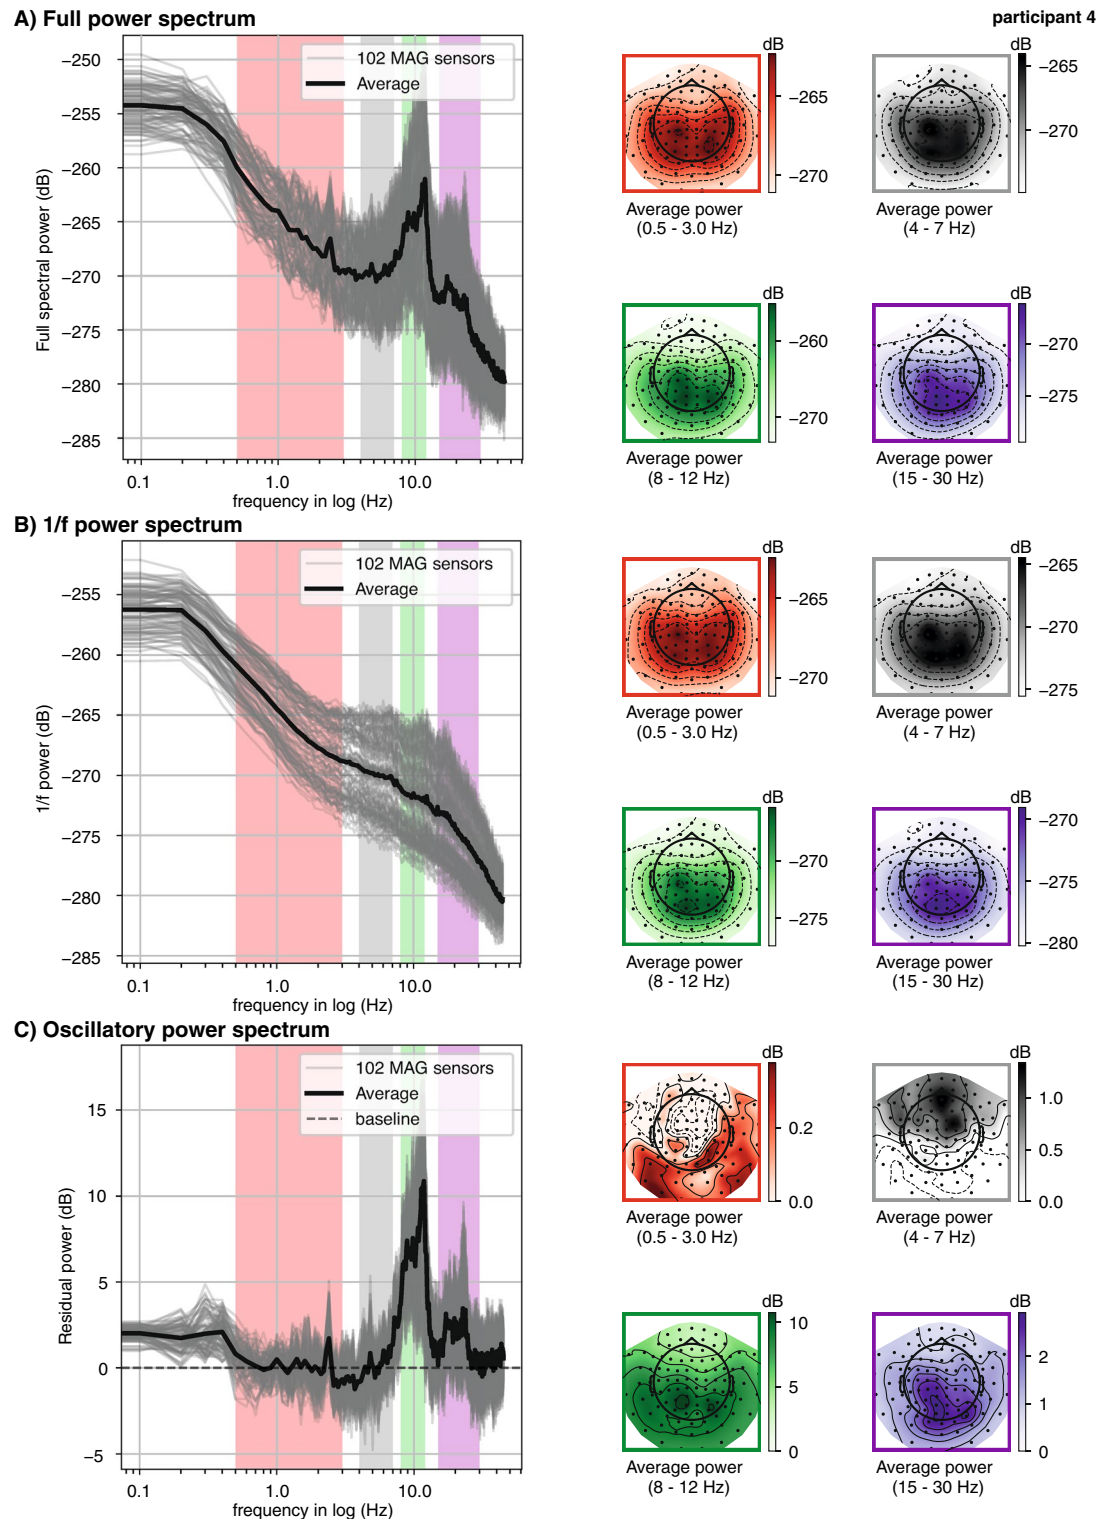 A) Full power spectrum
participant 4
−250
−255
−260
−265
−270
−275
−280
−285
Full spectral power (dB)
102 MAG sensors
Average
0.1
1.0
10.0
frequency in log (Hz)
dB
−265
−270
Average power
(0.5 - 3.0 Hz)
dB
−265
−270
Average power
(4 - 7 Hz)
dB
−260
−270
Average power
(8 - 12 Hz)
dB
−270
−275
Average power
(15 - 30 Hz)
B) 1/f power spectrum
−255
−260
−265
−270
−275
−280
−285
1/f power (dB)
102 MAG sensors
Average
0.1
1.0
10.0
frequency in log (Hz)
dB
−265
−270
Average power
(0.5 - 3.0 Hz)
dB
−265
−270
−275
Average power
(4 - 7 Hz)
dB
−270
−275
Average power
(8 - 12 Hz)
dB
−270
−275
−280
Average power
(15 - 30 Hz)
C) Oscillatory power spectrum
15
10
5
0
−5
Residual power (dB)
102 MAG sensors
Average
baseline
0.1
1.0
10.0
frequency in log (Hz)
dB
0.2
0.0
Average power
(0.5 - 3.0 Hz)
dB
1.0
0.5
0.0
Average power
(4 - 7 Hz)
dB
10
5
0
Average power
(8 - 12 Hz)
dB
2
1
0
Average power
(15 - 30 Hz)